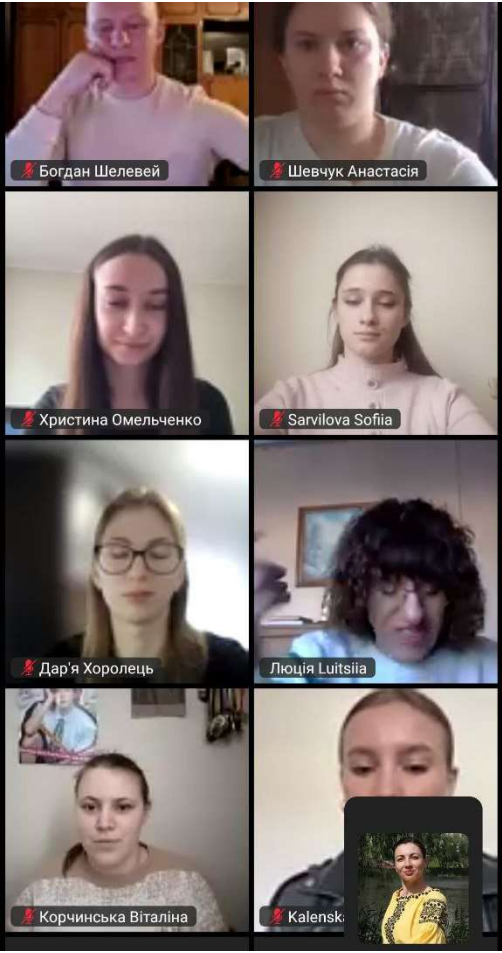 Богдан Шелевей
Шевчук Анастасія
Христина Омельченко
Sarvilova Sofiia
Дар'я Хоролець
Люція Luitsiia
Корчинська Віталіна
Kalensk